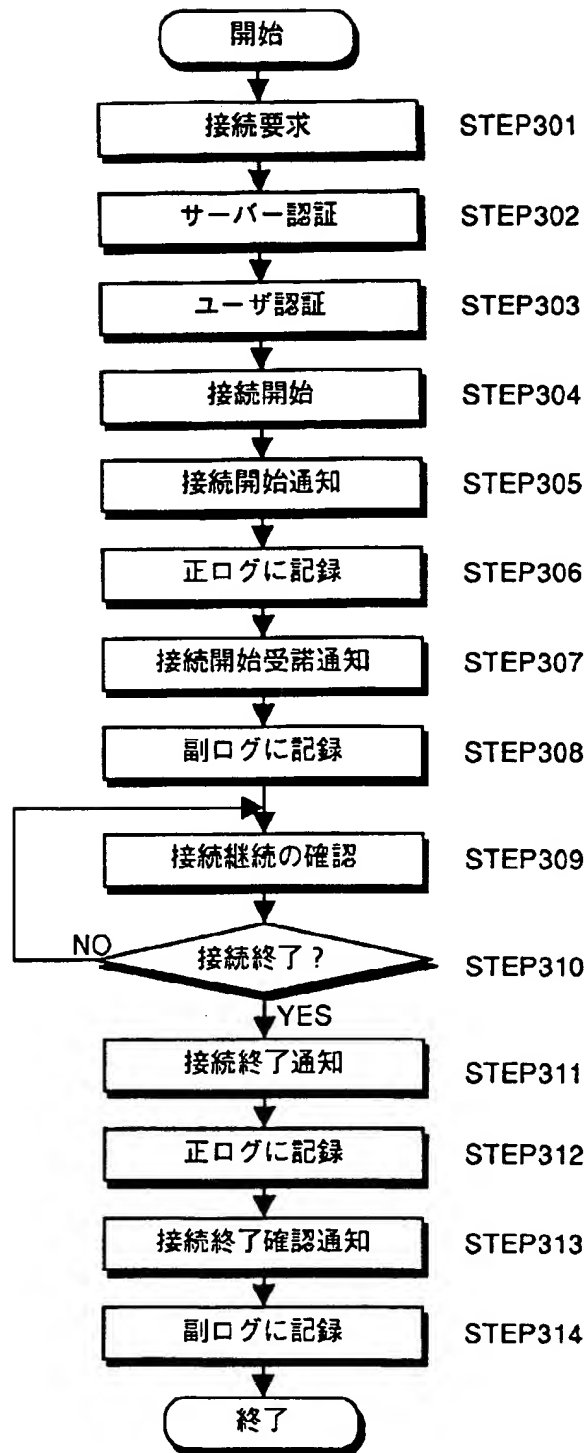 開始
接続要求 STEP301
サーバー認証 STEP302
ユーザ認証 STEP303
接続開始 STEP304
接続開始通知 STEP305
正ログに記録 STEP306
接続開始受諾通知 STEP307
副ログに記録 STEP308
接続継続の確認 STEP309
NO 接続終了? STEP310
YES
接続終了通知 STEP311
正ログに記録 STEP312
接続終了確認通知 STEP313
副ログに記録 STEP314
終了